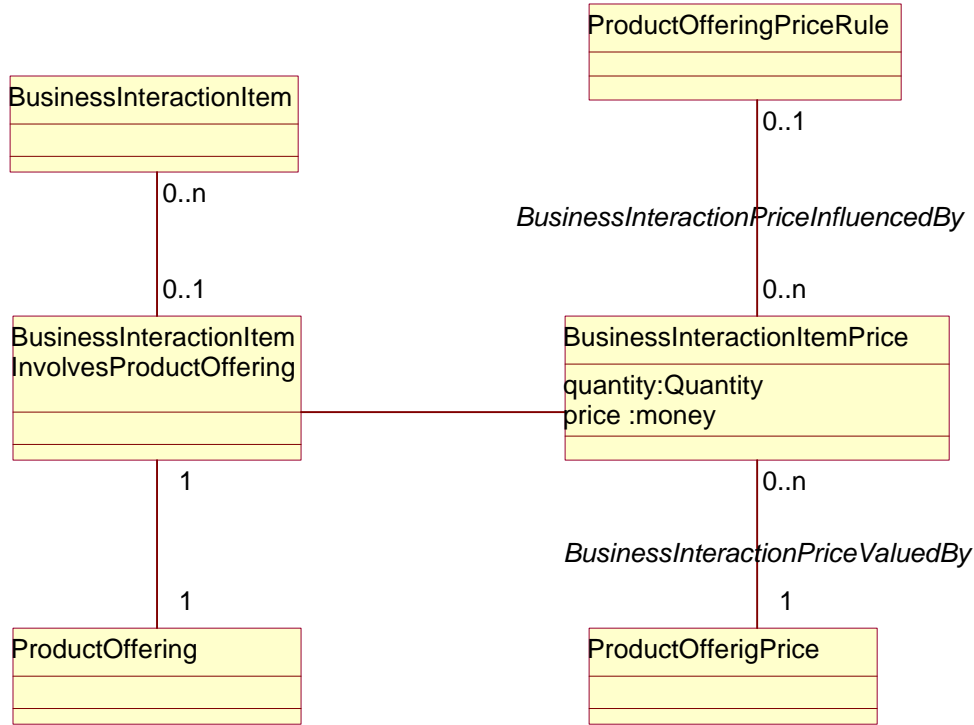 ProductOfferingPriceRule
BusinessInteractionItem
0..1
0..n
BusinessInteractionPriceInfluencedBy
0..1
0..n
BusinessInteractionItem
InvolvesProductOffering
BusinessInteractionItemPrice
quantity:Quantity
price :money
1
0..n
BusinessInteractionPriceValuedBy
1
1
ProductOffering
ProductOfferigPrice